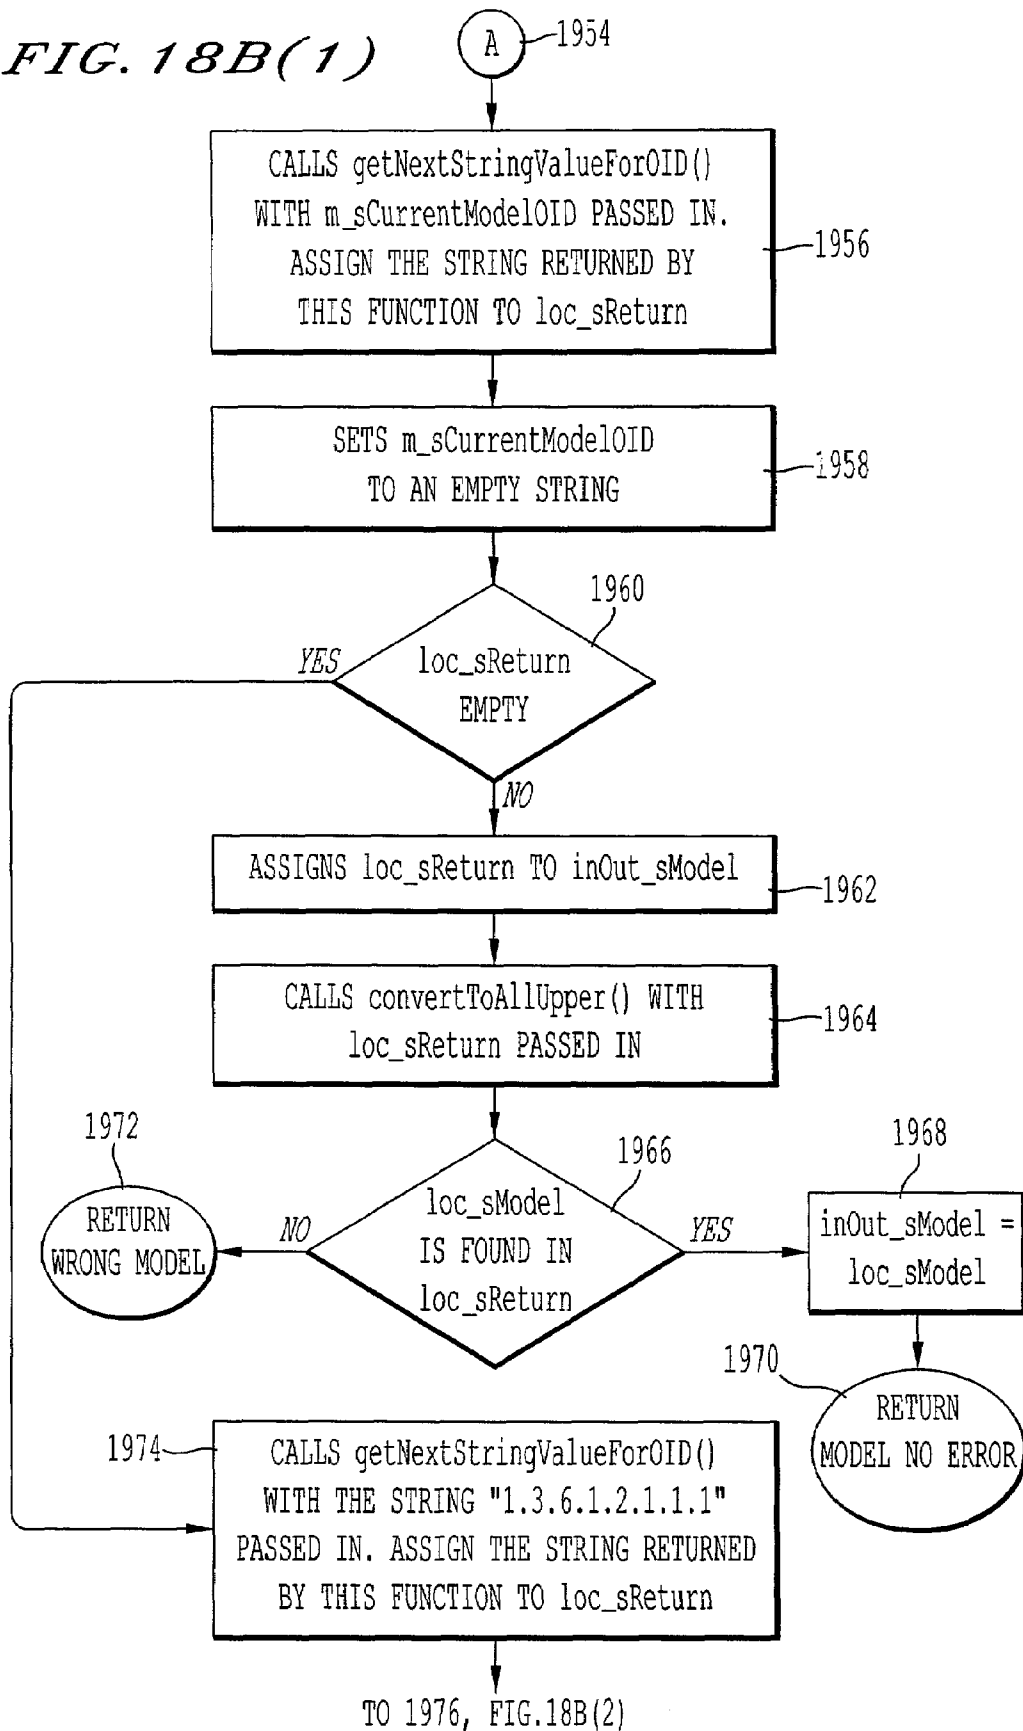 FIG. 18B(1)
A
1954
CALLS getNextStringValueForOID()
WITH m_sCurrentModelOID PASSED IN.
ASSIGN THE STRING RETURNED BY
THIS FUNCTION TO loc_sReturn
1956
SETS m_sCurrentModelOID
TO AN EMPTY STRING
1958
1960
YES
loc_sReturn
EMPTY
NO
ASSIGNS loc_sReturn TO inOut_sModel
1962
CALLS convertToAllUpper() WITH
loc_sReturn PASSED IN
1964
1972
1966
1968
RETURN
WRONG MODEL
NO
loc_sModel
IS FOUND IN
loc_sReturn
YES
inOut_sModel =
loc_sModel
1970
RETURN
MODEL NO ERROR
1974
CALLS getNextStringValueForOID()
WITH THE STRING "1.3.6.1.2.1.1.1"
PASSED IN. ASSIGN THE STRING RETURNED
BY THIS FUNCTION TO loc_sReturn
TO 1976, FIG.18B(2)